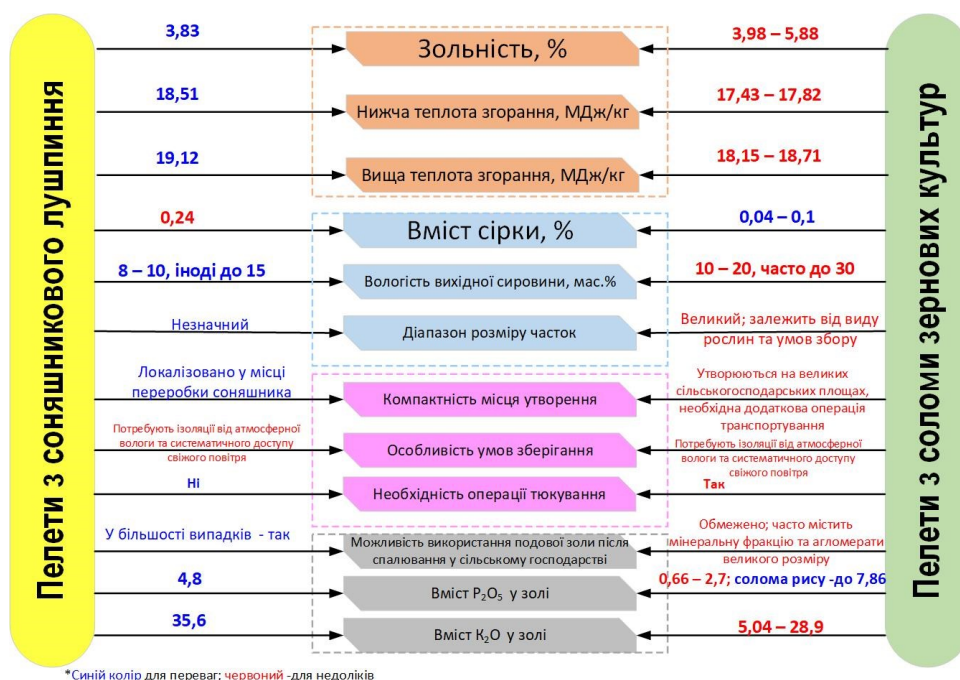 Пелети з соняшникового лушпиння
3,83
Зольність, %
3,98 – 5,88
18,51
Нижча теплота згорання, МДж/кг
17,43 – 17,82
19,12
Вища теплота згорання, МДж/кг
18,15 – 18,71
0,24
Вміст сірки, %
0,04 – 0,1
8 – 10, іноді до 15
Вологість вихідної сировини, мас.%
10 – 20, часто до 30
Незначний
Діапазон розміру часток
Великий; залежить від виду
рослин та умов збору
Локалізовано у місці
переробки соняшника
Компактність місця утворення
Утворюються на великих
сільськогосподарських площах,
необхідна додаткова операція
транспортування
Потребують ізоляції від атмосферної
вологи та систематичного доступу
свіжого повітря
Особливість умов зберігання
Потребують ізоляції від атмосферної
вологи та систематичного доступу
свіжого повітря
Ні
Необхідність операції тюкування
Так
У більшості випадків - так
Можливість використання подової золи після
спалювання у сільському господарстві
Обмежено; часто містить
мінеральну фракцію та агломерати
великого розміру
4,8
Вміст P₂O₅ у золі
0,66 – 2,7; солома рису -до 7,86
35,6
Вміст K₂O у золі
5,04 – 28,9
Пелети з соломи зернових культур
*Синій колір для переваг; червоний -для недоліків